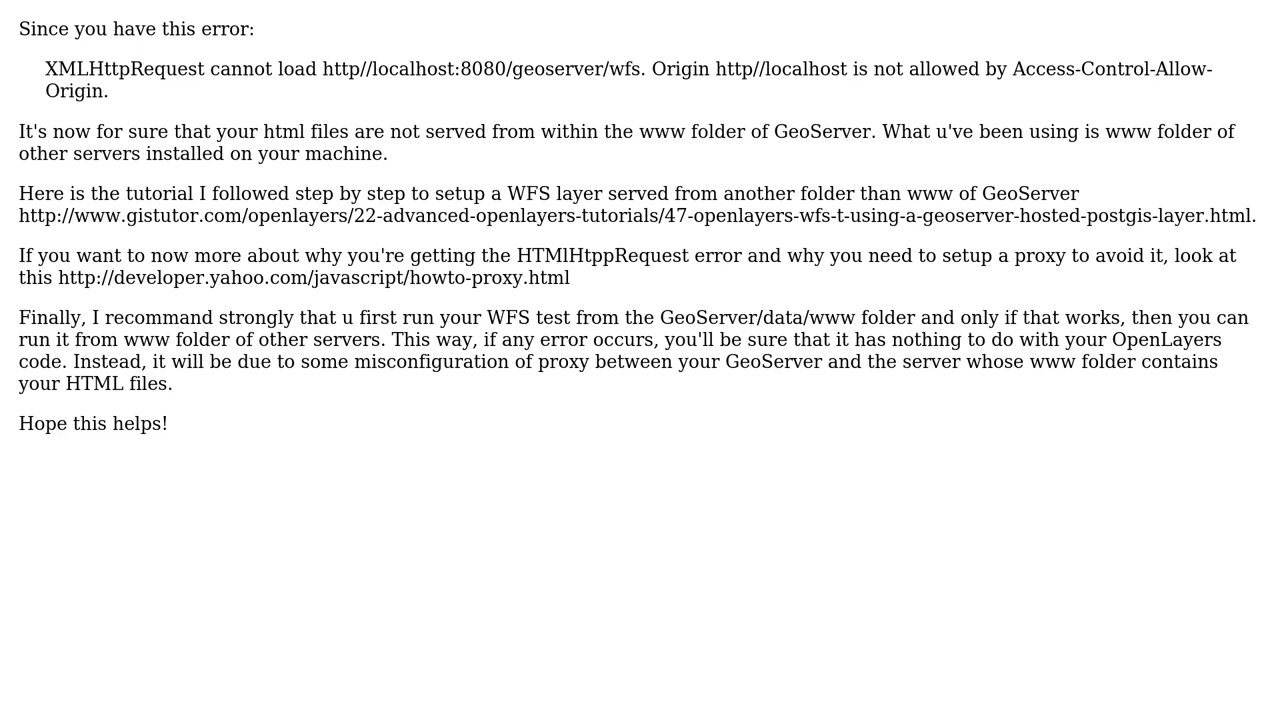 Since you have this error:
XMLHttpRequest cannot load http//localhost:8080/geoserver/wfs. Origin http//localhost is not allowed by Access-Control-Allow-
Origin.
It's now for sure that your html files are not served from within the www folder of GeoServer. What u've been using is www folder of
other servers installed on your machine.
Here is the tutorial I followed step by step to setup a WFS layer served from another folder than www of GeoServer
http://www.gistutor.com/openlayers/22-advanced-openlayers-tutorials/47-openlayers-wfs-t-using-a-geoserver-hosted-postgis-layer.html.
If you want to now more about why you're getting the HTMlHtppRequest error and why you need to setup a proxy to avoid it, look at
this http://developer.yahoo.com/javascript/howto-proxy.html
Finally, I recommand strongly that u first run your WFS test from the GeoServer/data/www folder and only if that works, then you can
run it from www folder of other servers. This way, if any error occurs, you'll be sure that it has nothing to do with your OpenLayers
code. Instead, it will be due to some misconfiguration of proxy between your GeoServer and the server whose www folder contains
your HTML files.
Hope this helps!